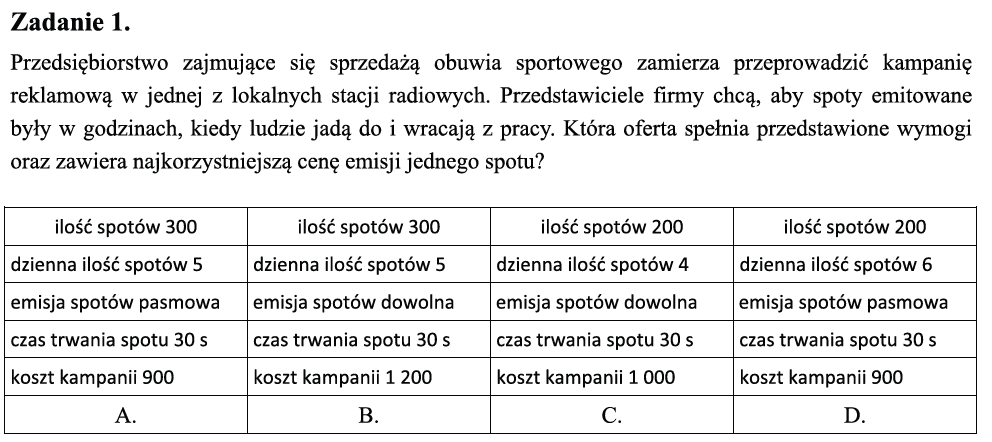 Zadanie 1.
Przedsiębiorstwo zajmujące się sprzedażą obuwia sportowego zamierza przeprowadzić kampanię
reklamową w jednej z lokalnych stacji radiowych. Przedstawiciele firmy chcą, aby spoty emitowane
były w godzinach, kiedy ludzie jadą do i wracają z pracy. Która oferta spełnia przedstawione wymogi
oraz zawiera najkorzystniejszą cenę emisji jednego spotu?
ilość spotów 300 ilość spotów 300 ilość spotów 200 ilość spotów 200
dzienna ilość spotów 5 dzienna ilość spotów 5 dzienna ilość spotów 4 dzienna ilość spotów 6
emisja spotów pasmowa emisja spotów dowolna emisja spotów dowolna emisja spotów pasmowa
czas trwania spotu 30 s czas trwania spotu 30 s czas trwania spotu 30 s czas trwania spotu 30 s
koszt kampanii 900 koszt kampanii 1 200 koszt kampanii 1 000 koszt kampanii 900
A. B. C. D.